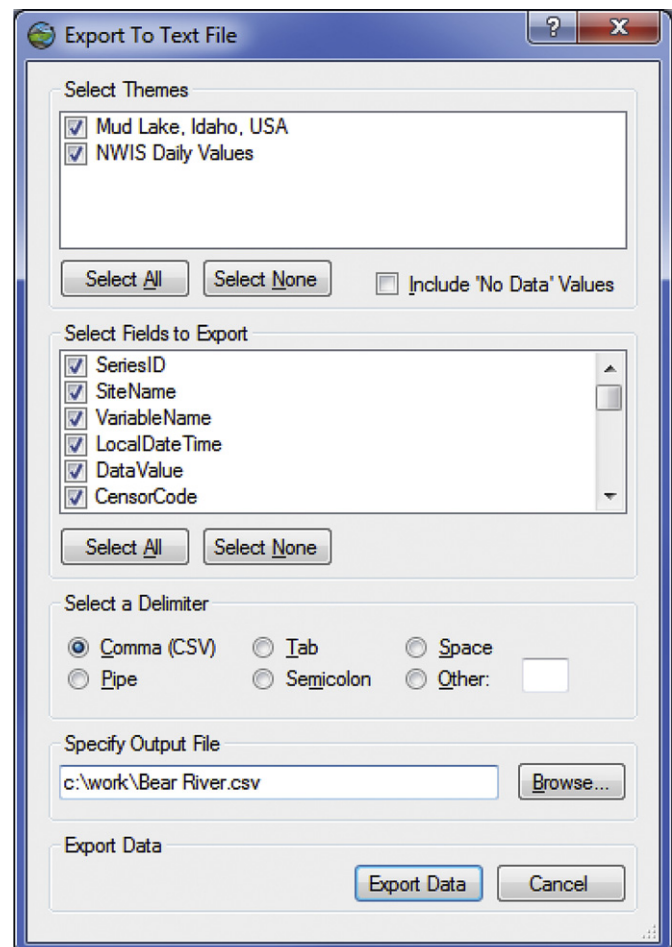 Export To Text File
? X
Select Themes
Mud Lake, Idaho, USA
NWIS Daily Values
Select All Select None Include "No Data" Values
Select Fields to Export
SeriesID
SiteName
VariableName
LocalDateTime
DataValue
CensorCode
Select All Select None
Select a Delimiter
Comma (CSV) Tab Space
Pipe Semicolon Other:
Specify Output File
c:\work\Bear River.csv Browse...
Export Data
Export Data Cancel